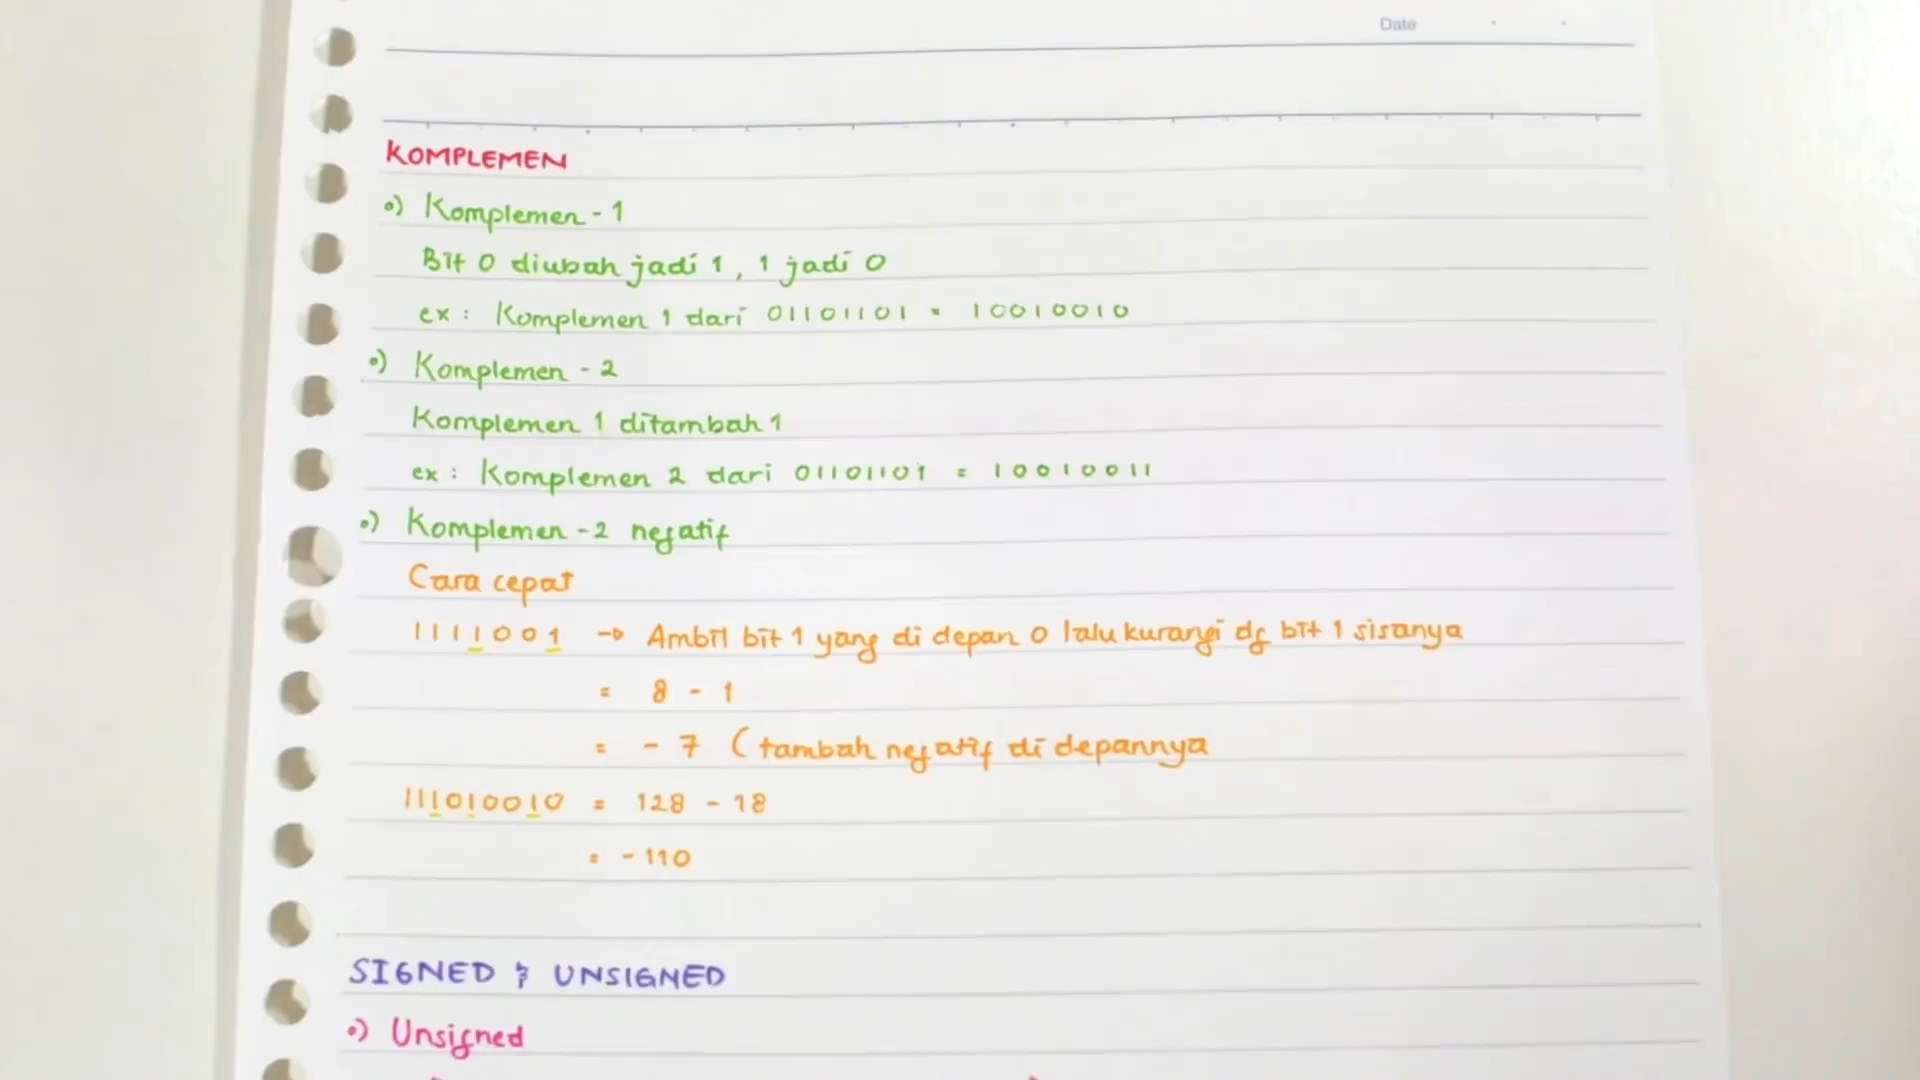 Date
KOMPLEMEN
•) Komplemen - 1
Bit 0 diubah jadi 1, 1 jadi 0
ex : Komplemen 1 dari 01101101 = 10010010
•) Komplemen - 2
Komplemen 1 ditambah 1
ex : Komplemen 2 dari 01101101 = 10010011
•) Komplemen -2 negatif
Cara cepat
1111001 → Ambil bit 1 yang di depan 0 lalu kurangi dg bit 1 sisanya
= 8 - 1
= - 7 (tambah negatif di depannya
111010010 = 128 - 18
= -110
SIGNED & UNSIGNED
•) Unsigned